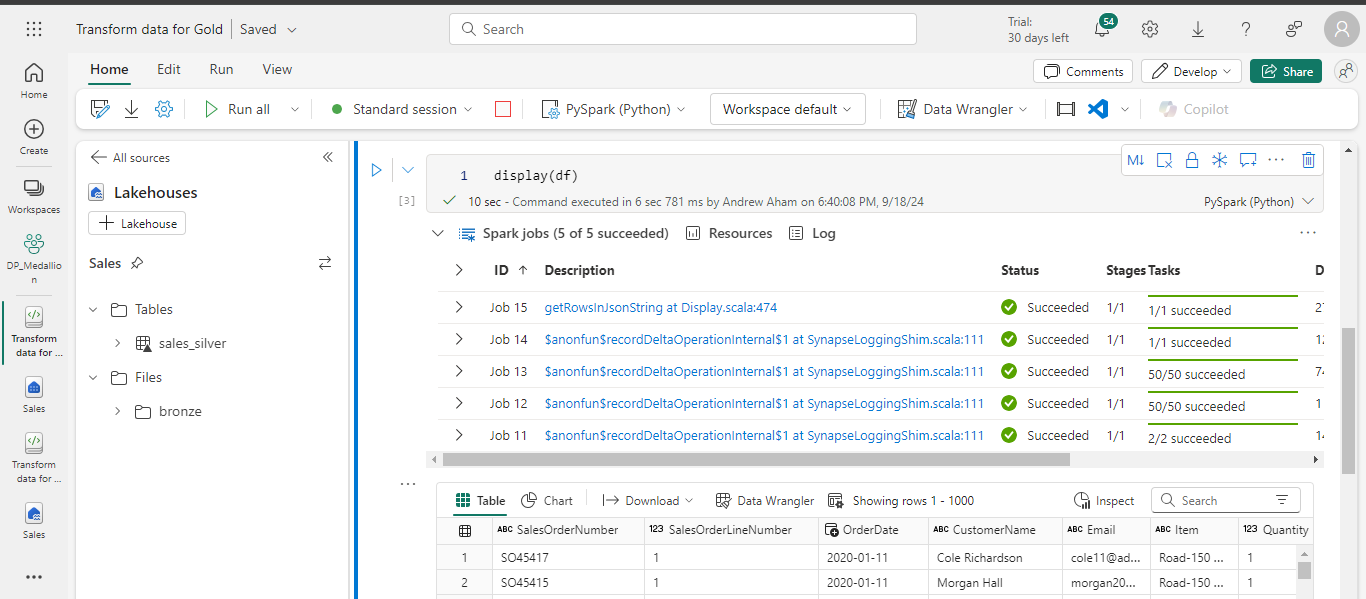 Transform data for Gold | Saved
Search
Trial:
30 days left
54
Home Edit Run View
Comments Develop Share
Run all Standard session PySpark (Python) Workspace default Data Wrangler Copilot
Home
Create
Workspaces
DP_Medallio
n
Transform
data for ...
Sales
Transform
data for ...
Sales
All sources
Lakehouses
Lakehouse
Sales
Tables
sales_silver
Files
bronze
M↓
1 display(df)
[3]
10 sec - Command executed in 6 sec 781 ms by Andrew Aham on 6:40:08 PM, 9/18/24
PySpark (Python)
Spark jobs (5 of 5 succeeded) Resources Log
ID ↑ Description Status Stages Tasks D
Job 15 getRowsInJsonString at Display.scala:474 Succeeded 1/1 1/1 succeeded
Job 14 $anonfun$recordDeltaOperationInternal$1 at SynapseLoggingShim.scala:111 Succeeded 1/1 1/1 succeeded 12
Job 13 $anonfun$recordDeltaOperationInternal$1 at SynapseLoggingShim.scala:111 Succeeded 1/1 50/50 succeeded 74
Job 12 $anonfun$recordDeltaOperationInternal$1 at SynapseLoggingShim.scala:111 Succeeded 1/1 50/50 succeeded 1
Job 11 $anonfun$recordDeltaOperationInternal$1 at SynapseLoggingShim.scala:111 Succeeded 1/1 2/2 succeeded 14
Table Chart Download Data Wrangler Showing rows 1 - 1000 Inspect Search
ABC SalesOrderNumber 123 SalesOrderLineNumber OrderDate ABC CustomerName ABC Email ABC Item 123 Quantity
1 SO45417 1 2020-01-11 Cole Richardson cole11@ad... Road-150 ... 1
2 SO45415 1 2020-01-11 Morgan Hall morgan20... Road-150 ... 1